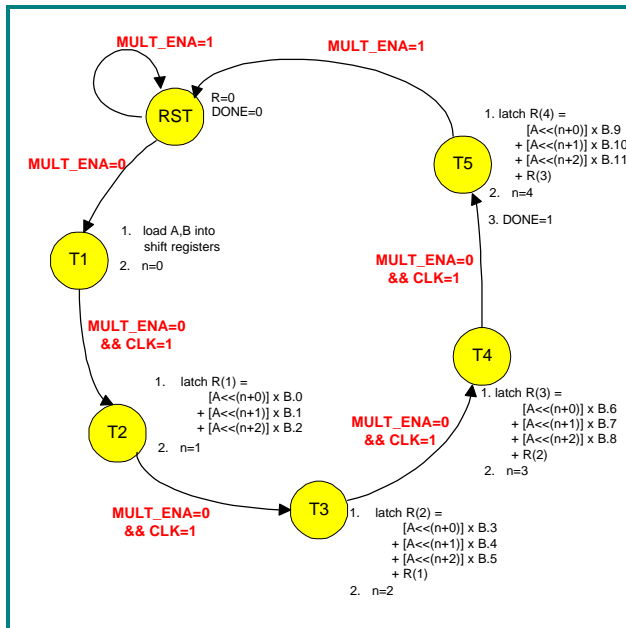 MULT_ENA=1
MULT_ENA=1
RST
R=0
DONE=0
MULT_ENA=0
T1
1. load A,B into
shift registers
2. n=0
MULT_ENA=0
&& CLK=1
T2
1. latch R(1) =
[A<<(n+0)] x B.0
+ [A<<(n+1)] x B.1
+ [A<<(n+2)] x B.2
2. n=1
MULT_ENA=0
&& CLK=1
T3
1. latch R(2) =
[A<<(n+0)] x B.3
+ [A<<(n+1)] x B.4
+ [A<<(n+2)] x B.5
+ R(1)
2. n=2
MULT_ENA=0
&& CLK=1
T4
1. latch R(3) =
[A<<(n+0)] x B.6
+ [A<<(n+1)] x B.7
+ [A<<(n+2)] x B.8
+ R(2)
2. n=3
MULT_ENA=0
&& CLK=1
T5
1. latch R(4) =
[A<<(n+0)] x B.9
+ [A<<(n+1)] x B.10
+ [A<<(n+2)] x B.11
+ R(3)
2. n=4
3. DONE=1